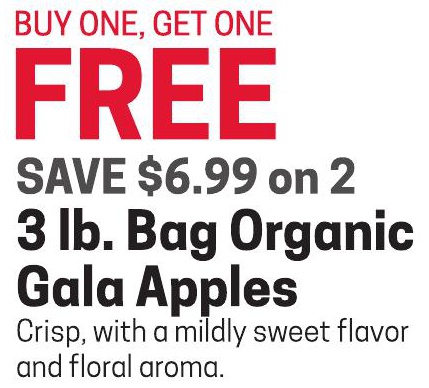 BUY ONE, GET ONE
FREE
SAVE $6.99 on 2
3 lb. Bag Organic
Gala Apples
Crisp, with a mildly sweet flavor
and floral aroma.